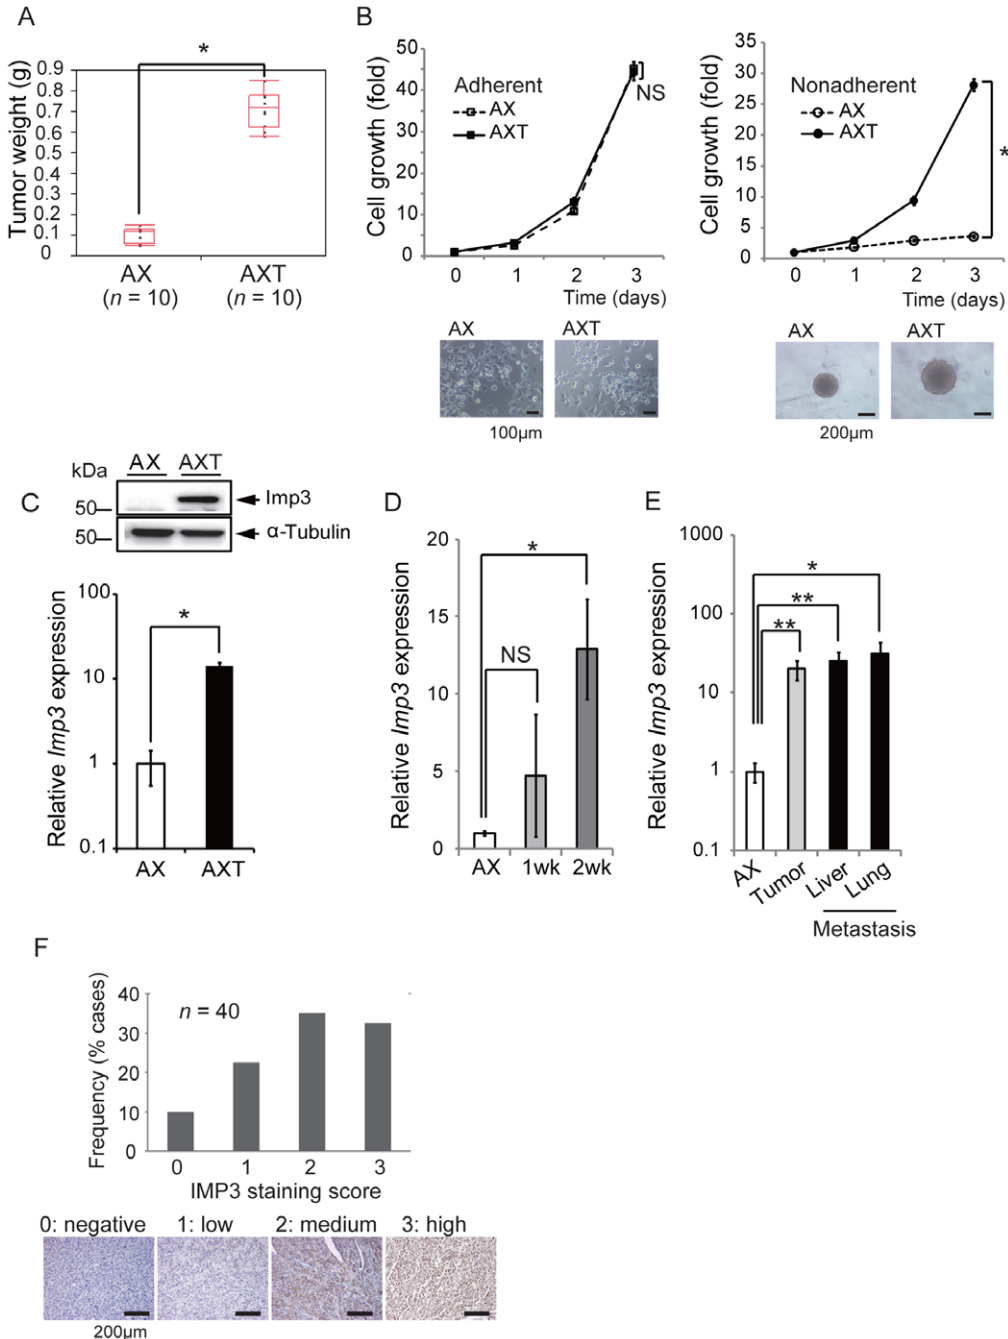 A
*
Tumor weight (g)
0.9
0.8
0.7
0.6
0.5
0.4
0.3
0.2
0.1
0
AX
(n = 10)
AXT
(n = 10)
B
Cell growth (fold)
50
40
30
20
10
0
Adherent
AX
AXT
NS
0 1 2 3
Time (days)
AX AXT
100μm
Cell growth (fold)
35
30
25
20
15
10
5
0
Nonadherent
AX
AXT
*
0 1 2 3
Time (days)
AX AXT
200μm
C
kDa AX AXT
50 Imp3
50 α-Tubulin
Relative Imp3 expression
100
10
1
0.1
*
AX AXT
D
Relative Imp3 expression
20
15
10
5
0
*
NS
AX 1wk 2wk
E
Relative Imp3 expression
1000
100
10
1
0.1
*
**
**
AX Tumor Liver Lung
Metastasis
F
Frequency (% cases)
40
30
20
10
0
n = 40
0 1 2 3
IMP3 staining score
0: negative 1: low 2: medium 3: high
200μm